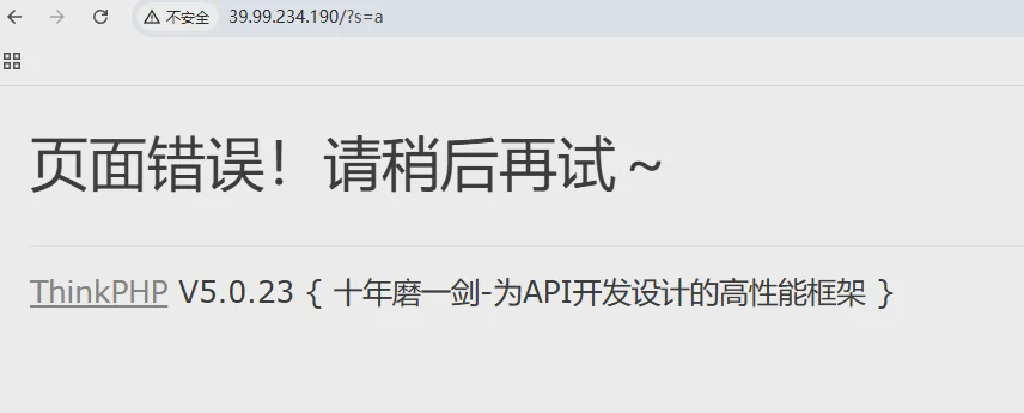 不安全 39.99.234.190/?s=a
页面错误！请稍后再试～
ThinkPHP V5.0.23 { 十年磨一剑-为API开发设计的高性能框架 }